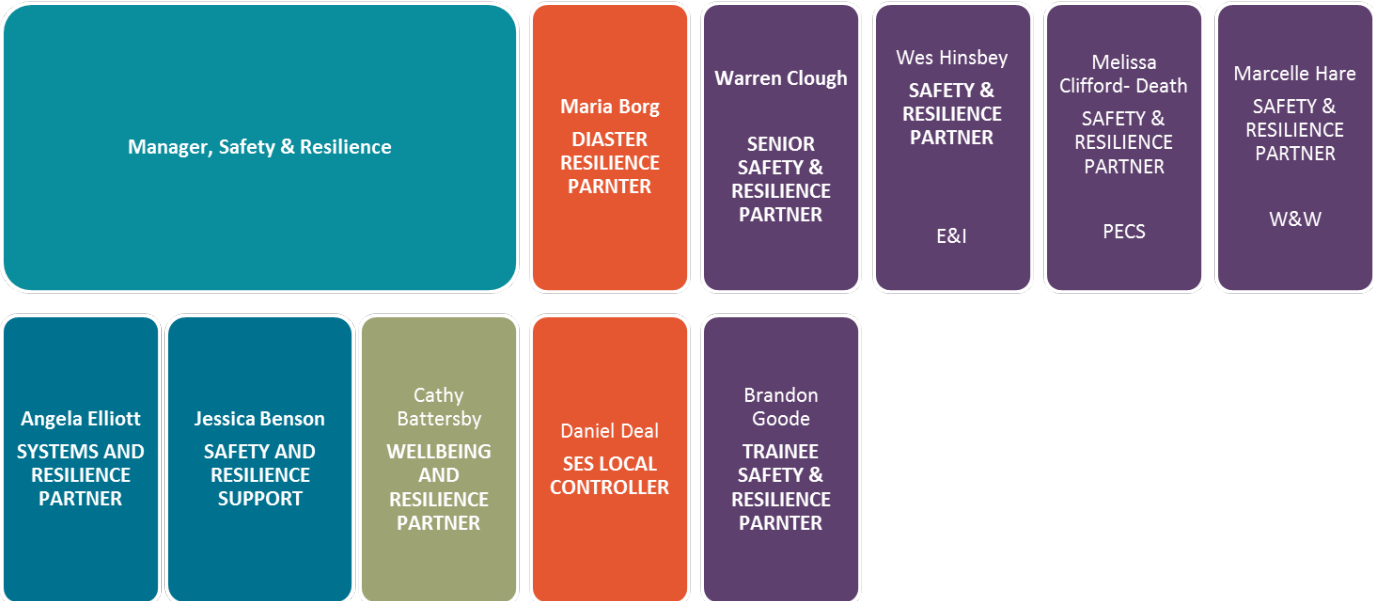 Manager, Safety & Resilience
Maria Borg
DIASTER
RESILIENCE
PARNTER
Warren Clough
SENIOR
SAFETY &
RESILIENCE
PARTNER
Wes Hinsbey
SAFETY &
RESILIENCE
PARTNER
E&I
Melissa
Clifford- Death
SAFETY &
RESILIENCE
PARTNER
PECS
Marcelle Hare
SAFETY &
RESILIENCE
PARTNER
W&W
Angela Elliott
SYSTEMS AND
RESILIENCE
PARTNER
Jessica Benson
SAFETY AND
RESILIENCE
SUPPORT
Cathy
Battersby
WELLBEING
AND
RESILIENCE
PARTNER
Daniel Deal
SES LOCAL
CONTROLLER
Brandon
Goode
TRAINEE
SAFETY &
RESILIENCE
PARNTER